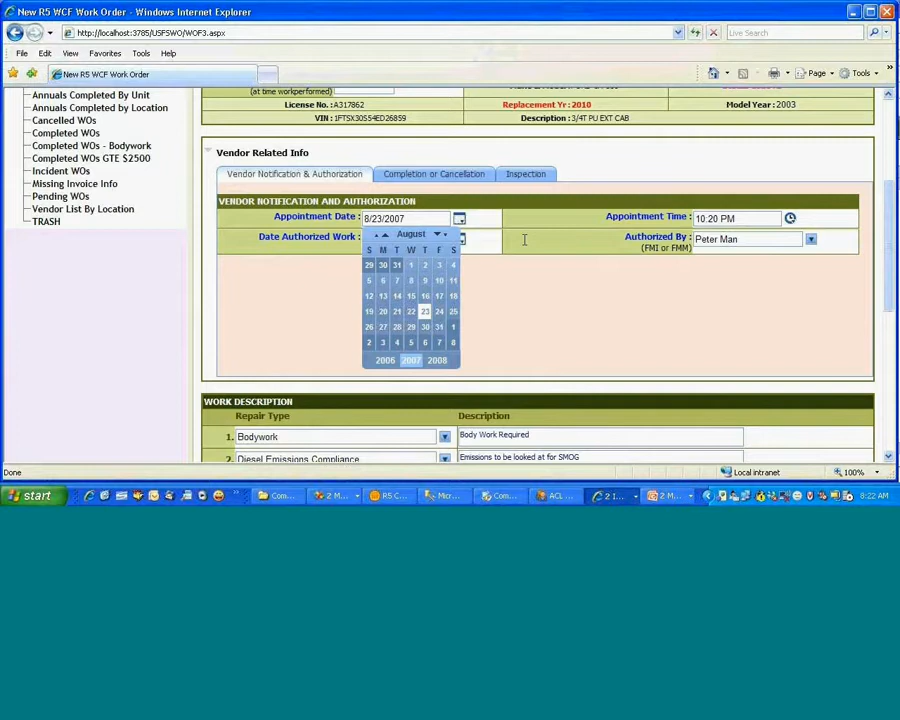 New R5 WCF Work Order - Windows Internet Explorer
http://localhost:3785/USFSWO/WOF3.aspx
Live Search
File Edit View Favorites Tools Help
New R5 WCF Work Order
Page Tools
Annuals Completed By Unit
Annuals Completed by Location
Cancelled WOs
Completed WOs
Completed WOs - Bodywork
Completed WOs GTE $2500
Incident WOs
Missing Invoice Info
Pending WOs
Vendor List By Location
TRASH
(at time workperformed)
License No. : A317862
Replacement Yr : 2010
Model Year : 2003
VIN : 1FTSX30S54ED26859
Description : 3/4T PU EXT CAB
Vendor Related Info
Vendor Notification & Authorization
Completion or Cancellation
Inspection
VENDOR NOTIFICATION AND AUTHORIZATION
Appointment Date : 8/23/2007
Appointment Time : 10:20 PM
Date Authorized Work :
Authorized By : Peter Man
(FMI or FMM)
August
S M T W T F S
29 30 31 1 2 3 4
5 6 7 8 9 10 11
12 13 14 15 16 17 18
19 20 21 22 23 24 25
26 27 28 29 30 31 1
2 3 4 5 6 7 8
2006 2007 2008
WORK DESCRIPTION
Repair Type Description
1. Bodywork Body Work Required
2. Diesel Emissions Compliance Emissions to be looked at for SMOG
Done
Local intranet
100%
start
Com...
2 M...
R5 C...
Micr...
Com...
ACL ...
2 I...
2 M...
8:22 AM